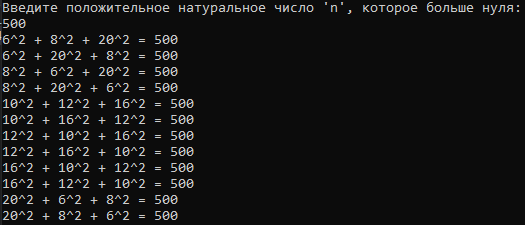 Введите положительное натуральное число 'n', которое больше нуля:
500
6^2 + 8^2 + 20^2 = 500
6^2 + 20^2 + 8^2 = 500
8^2 + 6^2 + 20^2 = 500
8^2 + 20^2 + 6^2 = 500
10^2 + 12^2 + 16^2 = 500
10^2 + 16^2 + 12^2 = 500
12^2 + 10^2 + 16^2 = 500
12^2 + 16^2 + 10^2 = 500
16^2 + 10^2 + 12^2 = 500
16^2 + 12^2 + 10^2 = 500
20^2 + 6^2 + 8^2 = 500
20^2 + 8^2 + 6^2 = 500